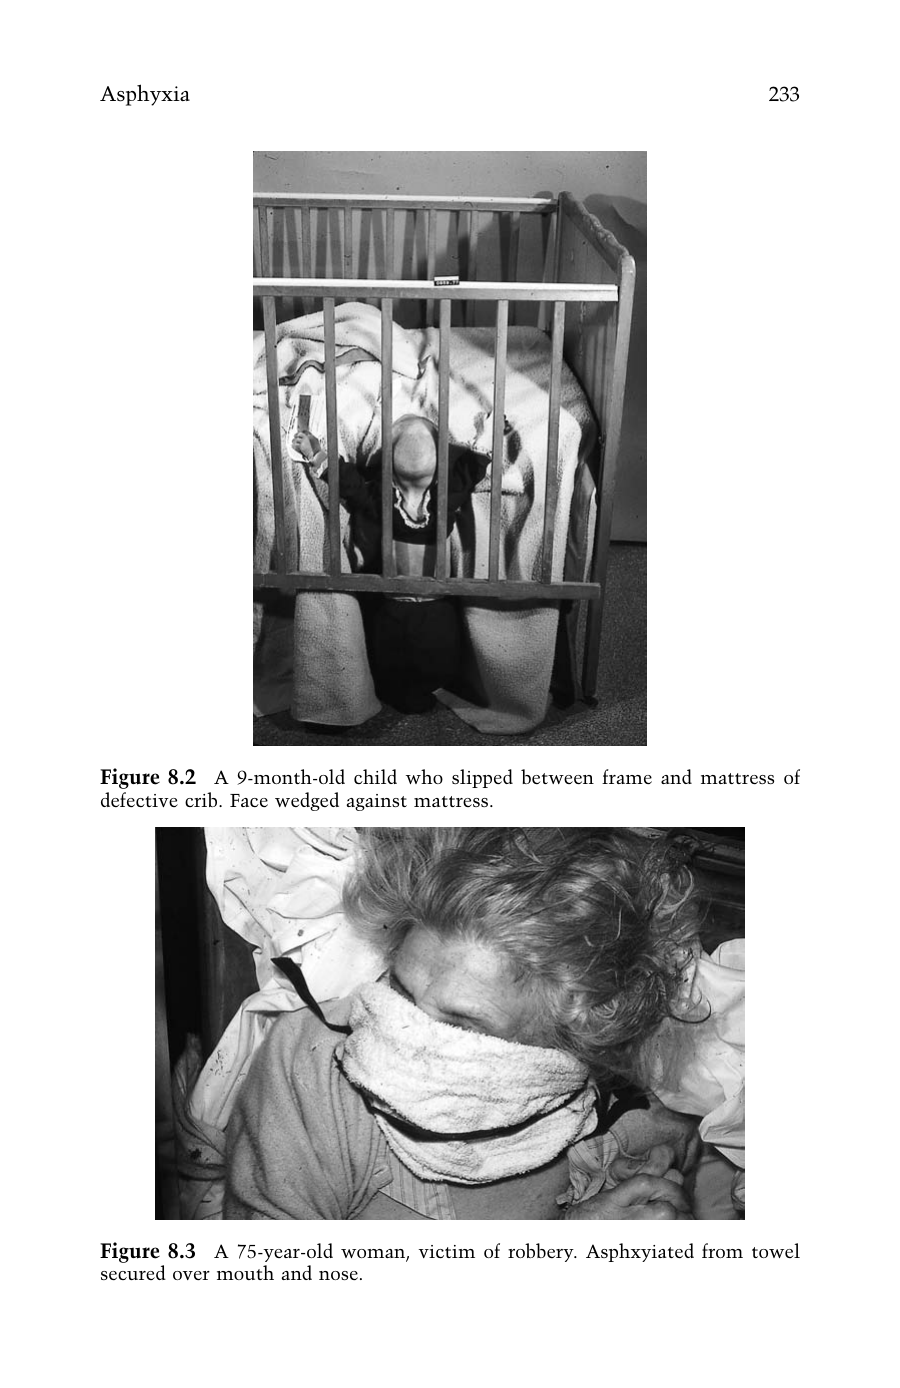 Asphyxia 233
Figure 8.2 A 9-month-old child who slipped between frame and mattress of
defective crib. Face wedged against mattress.
Figure 8.3 A 75-year-old woman, victim of robbery. Asphxyiated from towel
secured over mouth and nose.